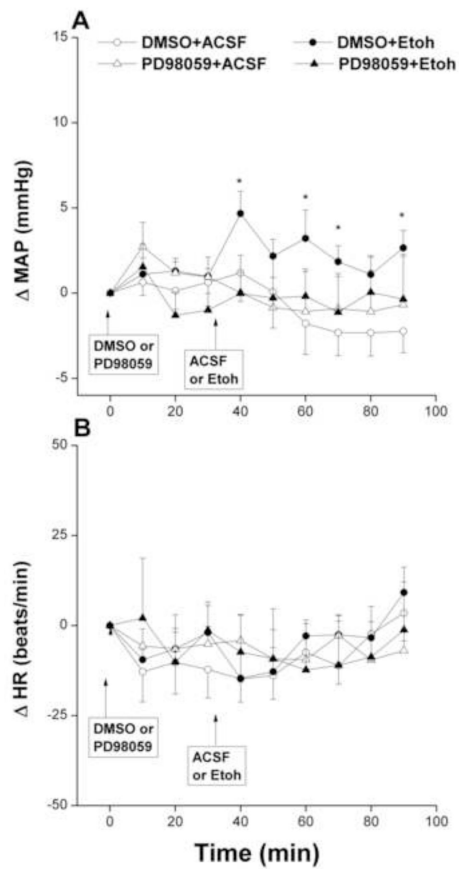 A
DMSO+ACSF DMSO+Etoh
PD98059+ACSF PD98059+Etoh
15
10
5
0
-5
Δ MAP (mmHg)
* * * *
DMSO or
PD98059
ACSF
or Etoh
0 20 40 60 80 100
B
50
25
0
-25
-50
Δ HR (beats/min)
DMSO or
PD98059
ACSF
or Etoh
0 20 40 60 80 100
Time (min)